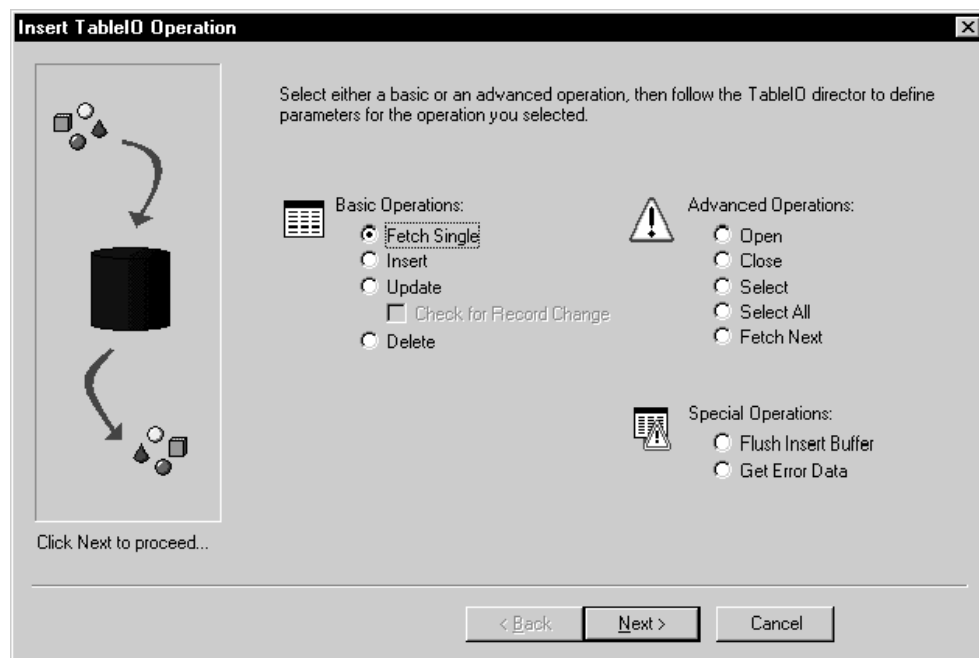 Insert TableIO Operation
Select either a basic or an advanced operation, then follow the TableIO director to define
parameters for the operation you selected.
Basic Operations:
Fetch Single
Insert
Update
Check for Record Change
Delete
Advanced Operations:
Open
Close
Select
Select All
Fetch Next
Special Operations:
Flush Insert Buffer
Get Error Data
Click Next to proceed...
< Back
Next >
Cancel